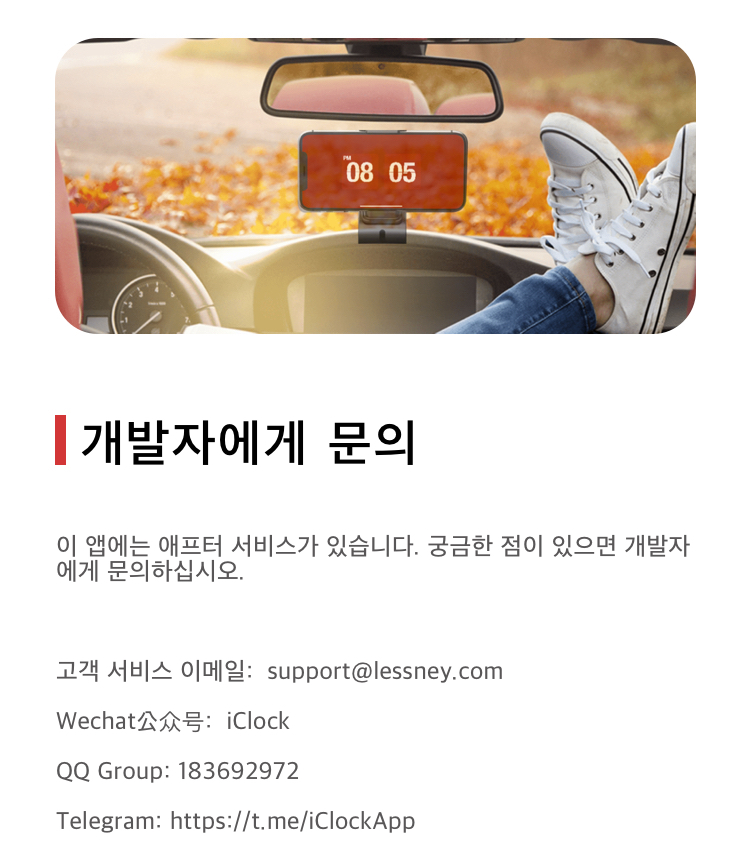 PM
08 05
개발자에게 문의
이 앱에는 애프터 서비스가 있습니다. 궁금한 점이 있으면 개발자
에게 문의하십시오.
고객 서비스 이메일: support@lessney.com
Wechat公众号: iClock
QQ Group: 183692972
Telegram: https://t.me/iClockApp